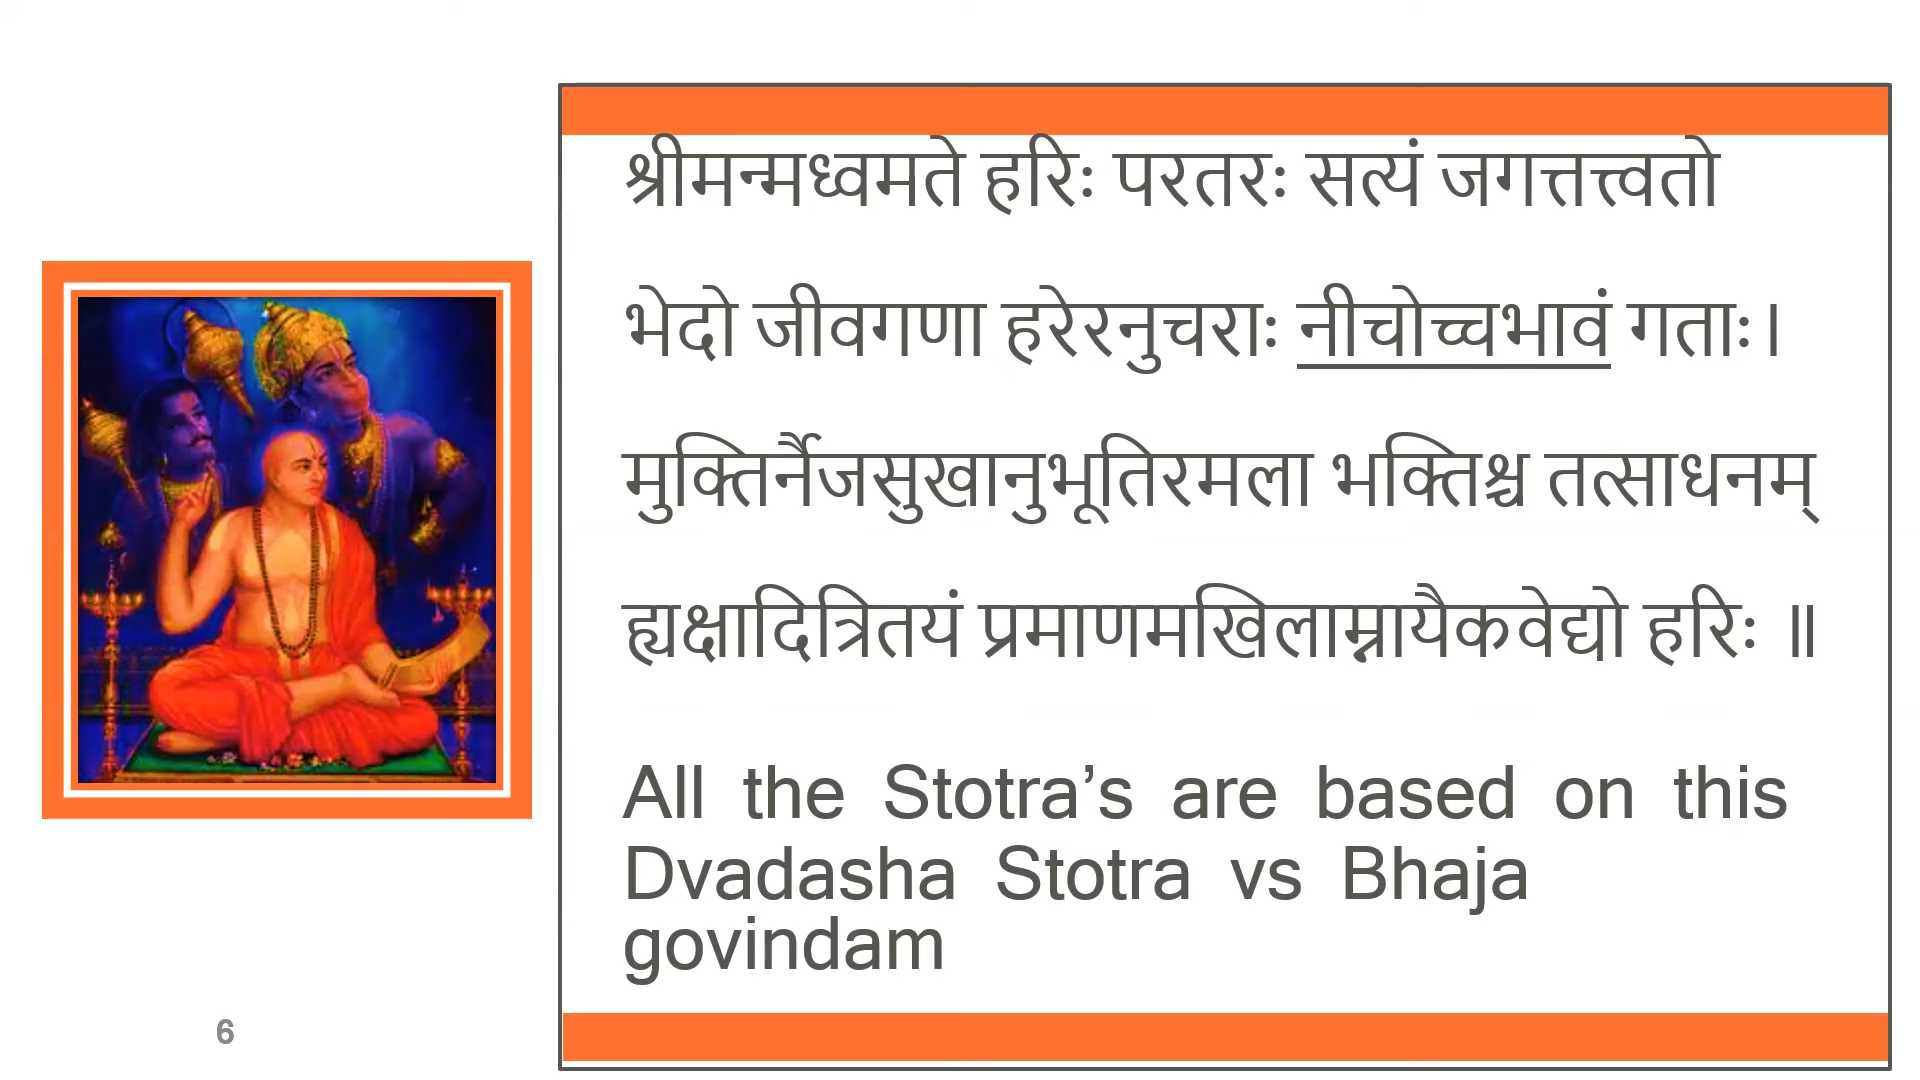 श्रीमन्मध्वमते हरिः परतरः सत्यं जगत्तत्त्वतो
भेदो जीवगणा हरेरनुचराः नीचोच्चभावं गताः।
मुक्तिर्नैजसुखानुभूतिरमला भक्तिश्च तत्साधनम्
ह्यक्षादित्रितयं प्रमाणमखिलाम्नायैकवेद्यो हरिः ॥
All the Stotra’s are based on this
Dvadasha Stotra vs Bhaja
govindam
6